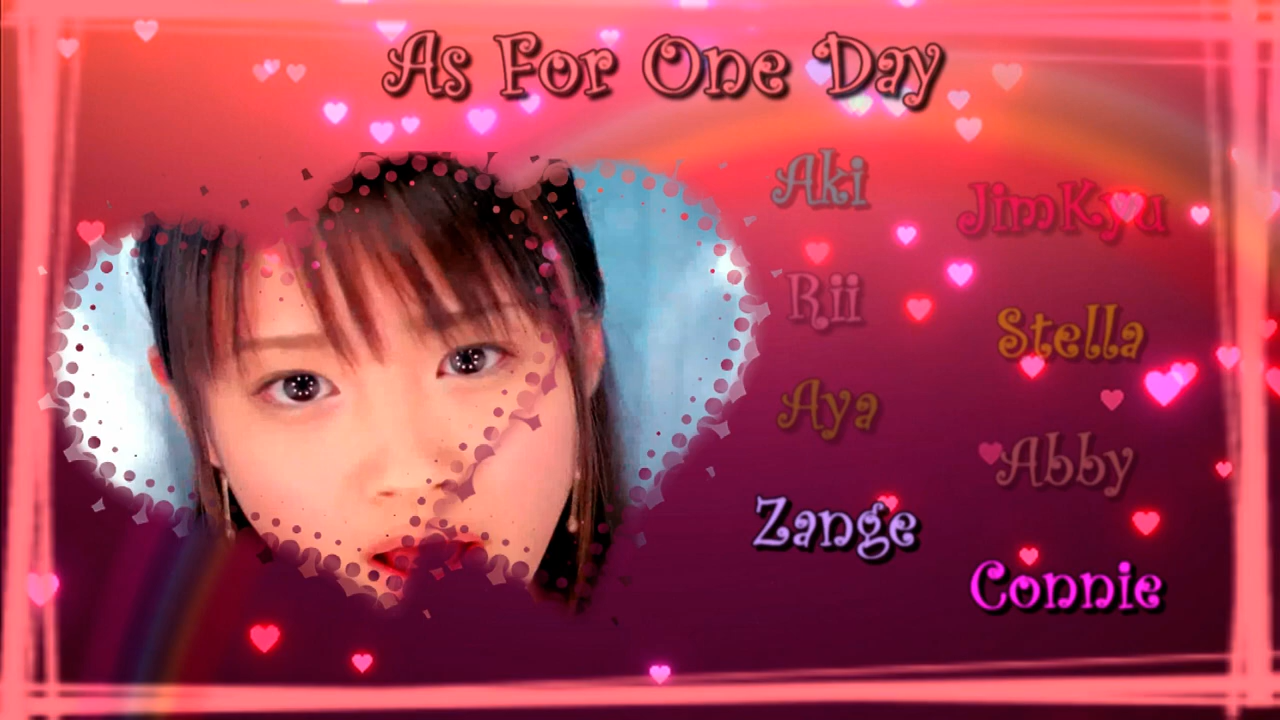 As For One Day
Aki
JimKyu
Rii
Stella
Aya
Abby
Zange
Connie